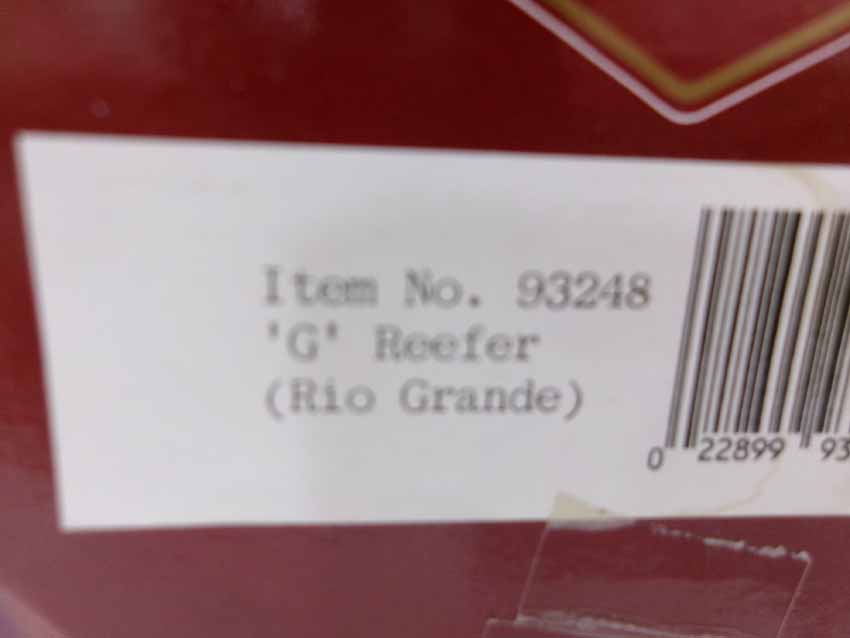 Item No. 93248
'G' Reefer
(Rio Grande)
0 22899 93